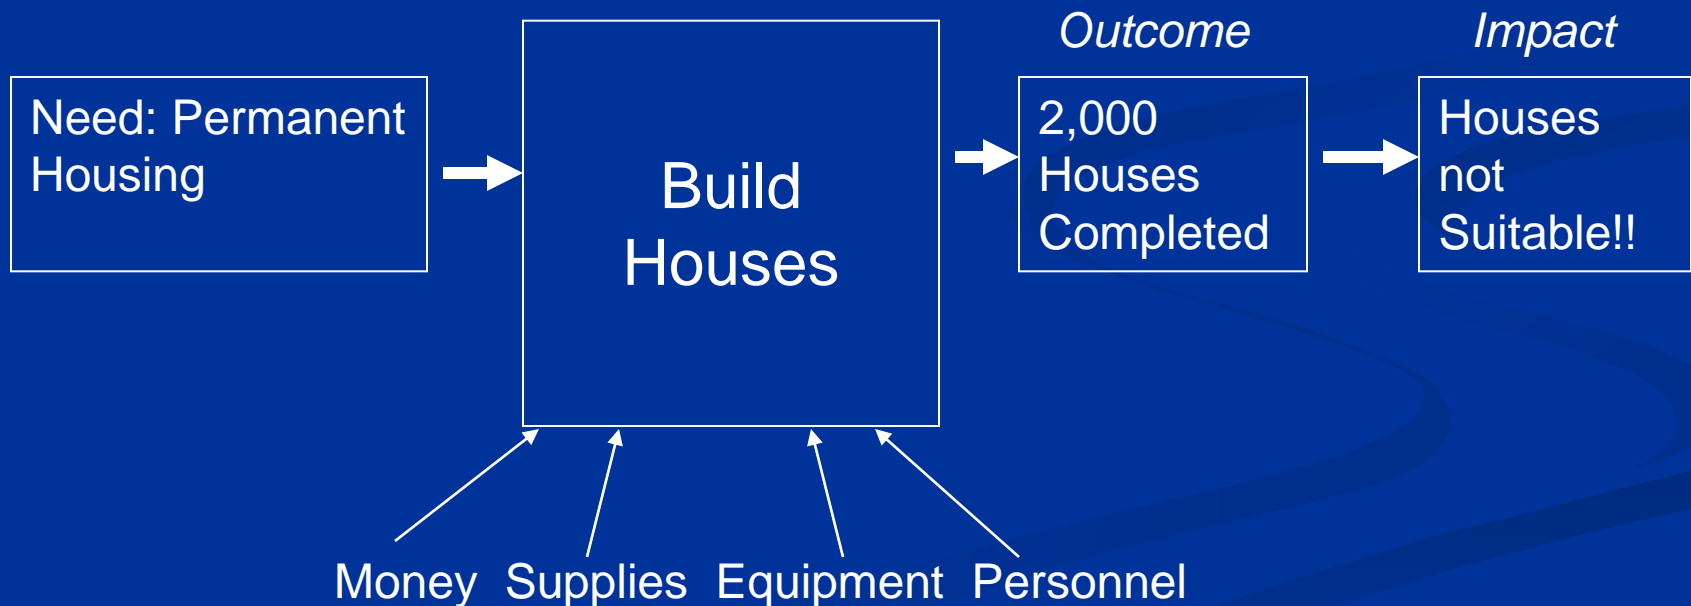 Outcome
Impact
Need: Permanent
Housing
Build
Houses
2,000
Houses
Completed
Houses
not
Suitable!!
Money Supplies Equipment Personnel